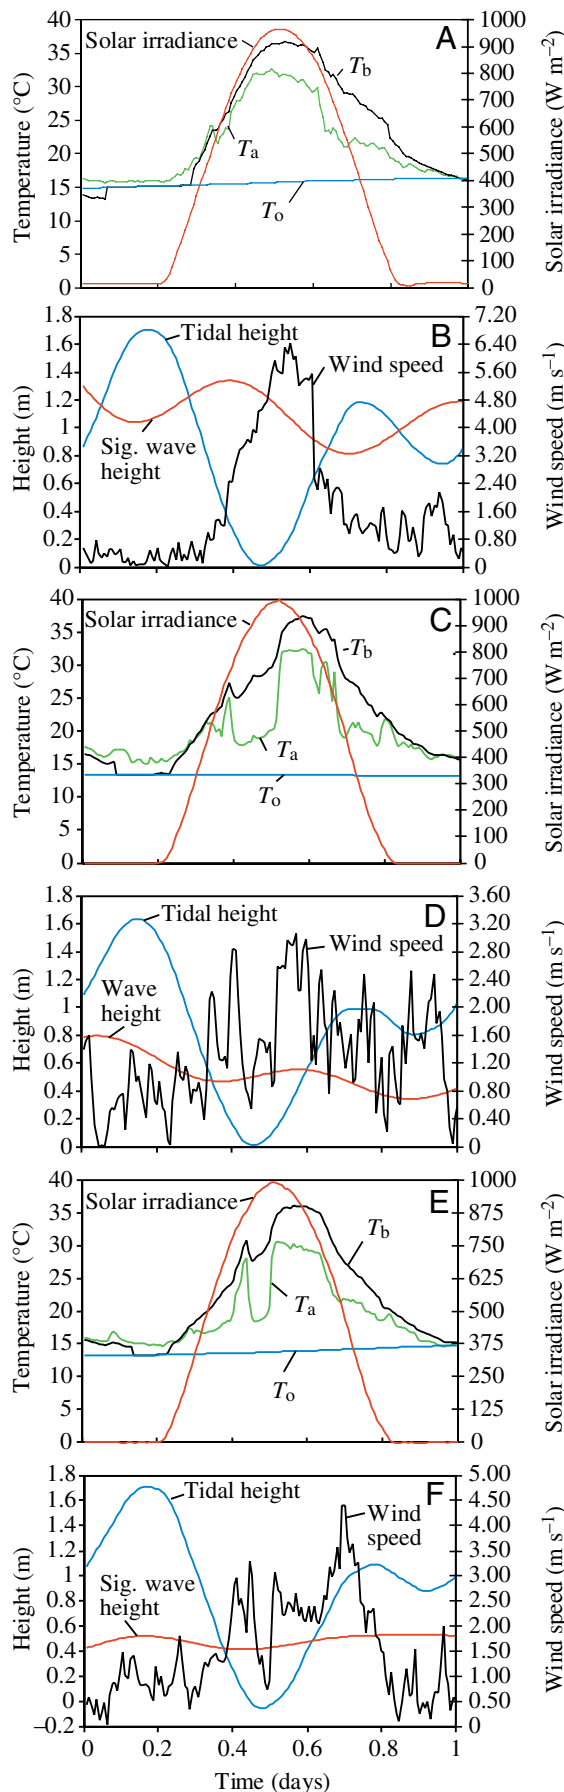 A
Solar irradiance
Tb
Ta
To
Temperature (°C)
40
35
30
25
20
15
10
5
0
1000
900
800
700
600
500
400
300
200
100
0
Solar irradiance (W m–2)
B
Tidal height
Wind speed
Sig. wave
height
Height (m)
1.8
1.6
1.4
1.2
1
0.8
0.6
0.4
0.2
0
7.20
6.40
5.60
4.80
4.00
3.20
2.40
1.60
0.80
0
Wind speed (m s–1)
C
Solar irradiance
Tb
Ta
To
Temperature (°C)
40
35
30
25
20
15
10
5
0
1000
900
800
700
600
500
400
300
200
100
0
Solar irradiance (W m–2)
D
Tidal height
Wind speed
Wave
height
Height (m)
1.8
1.6
1.4
1.2
1
0.8
0.6
0.4
0.2
0
3.60
3.20
2.80
2.40
2.00
1.60
1.20
0.80
0.40
0
Wind speed (m s–1)
E
Solar irradiance
Tb
Ta
To
Temperature (°C)
40
35
30
25
20
15
10
5
0
1000
875
750
625
500
375
250
125
0
Solar irradiance (W m–2)
F
Tidal height
Wind
speed
Sig. wave
height
Height (m)
1.8
1.6
1.4
1.2
1
0.8
0.6
0.4
0.2
0
–0.2
5.00
4.50
4.00
3.50
3.00
2.50
2.00
1.50
1.00
0.50
0
Wind speed (m s–1)
0 0.2 0.4 0.6 0.8 1
Time (days)